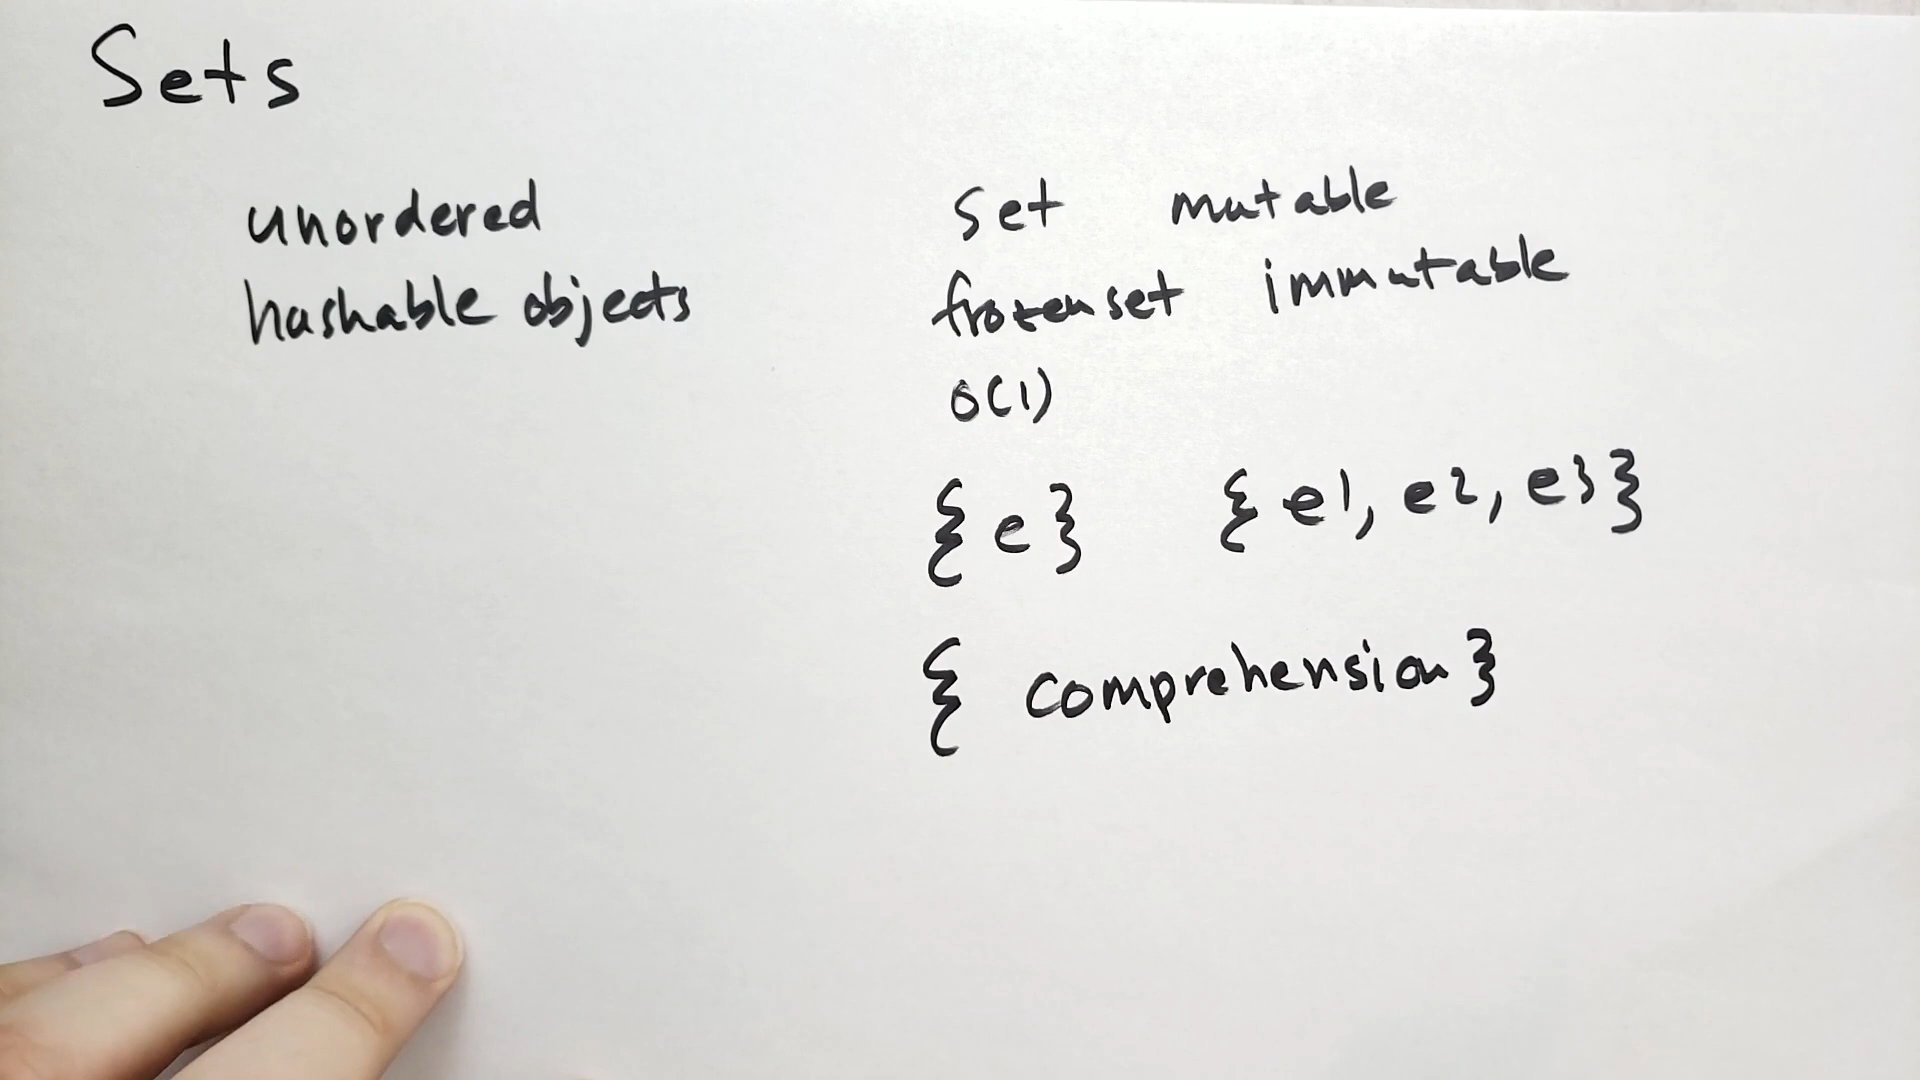 Sets
unordered
hashable objects
set mutable
frozenset immutable
O(1)
{e} {e1, e2, e3}
{ comprehension }